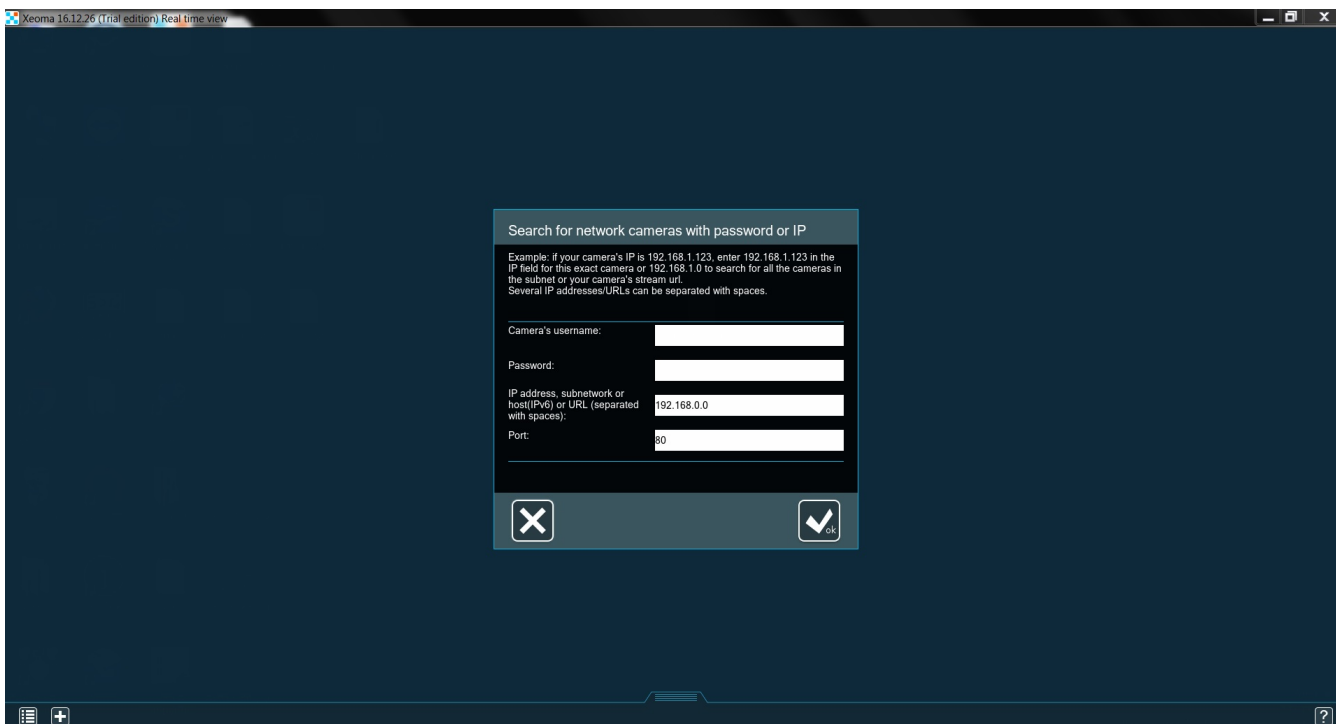 Xeoma 16.12.26 (Trial edition) Real time view
Search for network cameras with password or IP
Example: if your camera's IP is 192.168.1.123, enter 192.168.1.123 in the
IP field for this exact camera or 192.168.1.0 to search for all the cameras in
the subnet or your camera's stream url.
Several IP addresses/URLs can be separated with spaces.
Camera's username:
Password:
IP address, subnetwork or
host(IPv6) or URL (separated
with spaces):
192.168.0.0
Port:
80
ok
?